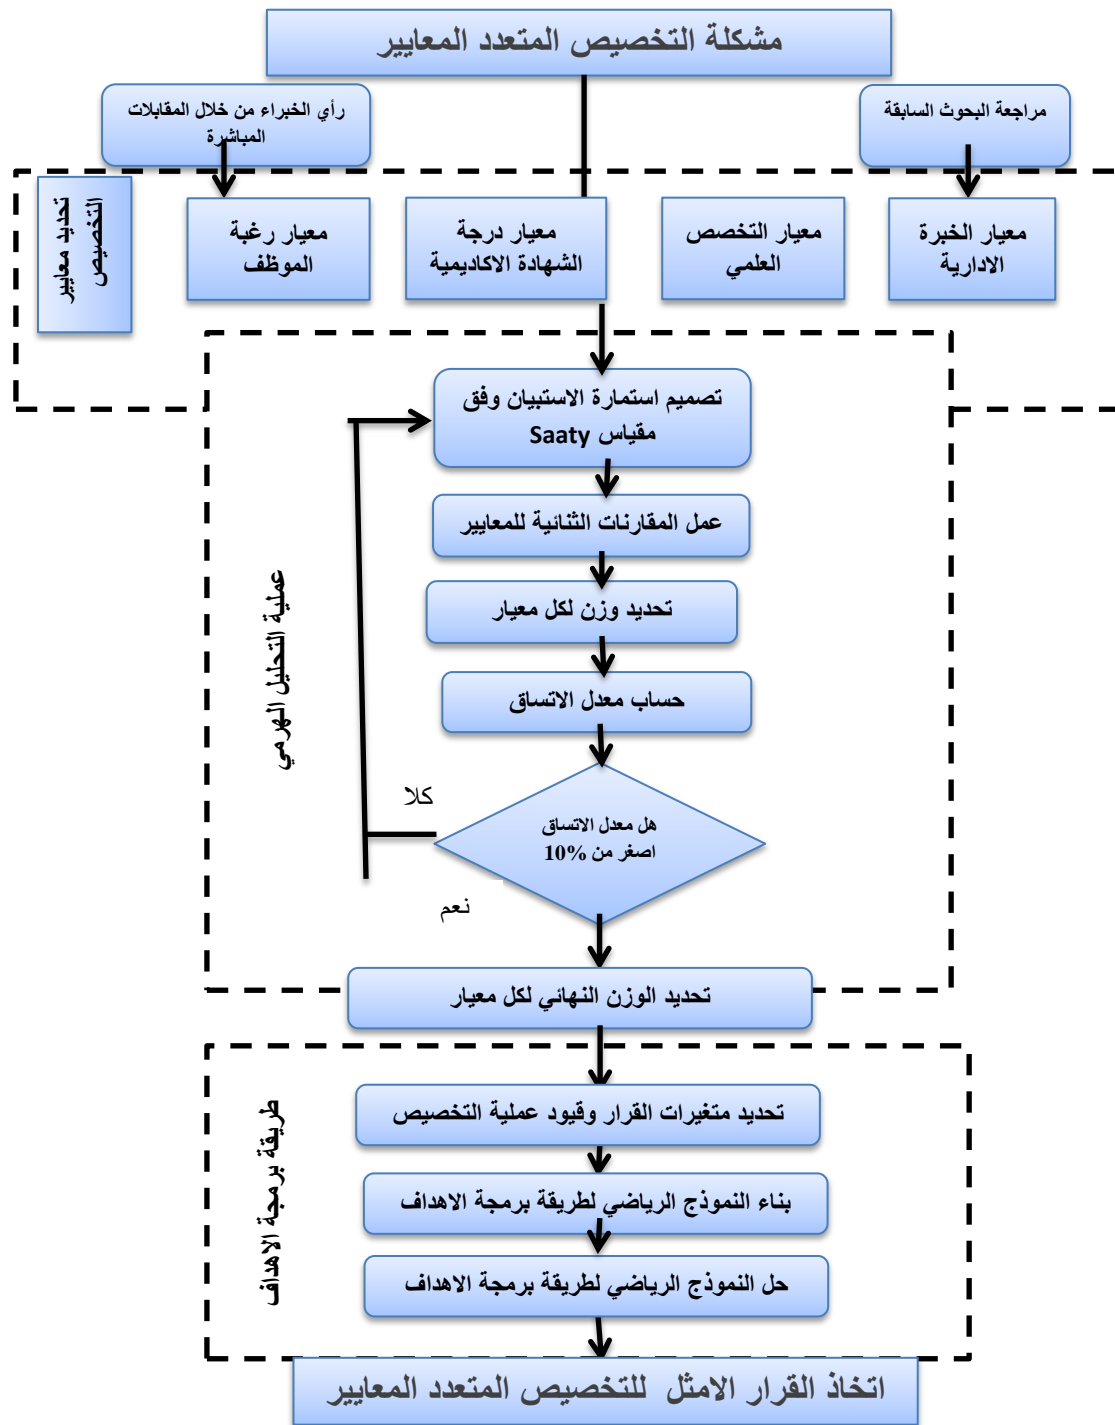 مشكلة التخصيص المتعدد المعايير
مراجعة البحوث السابقة
رأي الخبراء من خلال المقابلات
المباشرة
تحديد معايير
التخصيص
معيار الخبرة
الادارية
معيار التخصص
العلمي
معيار درجة
الشهادة الاكاديمية
معيار رغبة
الموظف
عملية التحليل الهرمي
تصميم استمارة الاستبيان وفق
مقياس Saaty
عمل المقارنات الثنائية للمعايير
تحديد وزن لكل معيار
حساب معدل الاتساق
هل معدل الاتساق
اصغر من 10%
كلا
نعم
تحديد الوزن النهائي لكل معيار
طريقة برمجة الاهداف
تحديد متغيرات القرار وقيود عملية التخصيص
بناء النموذج الرياضي لطريقة برمجة الاهداف
حل النموذج الرياضي لطريقة برمجة الاهداف
اتخاذ القرار الامثل للتخصيص المتعدد المعايير